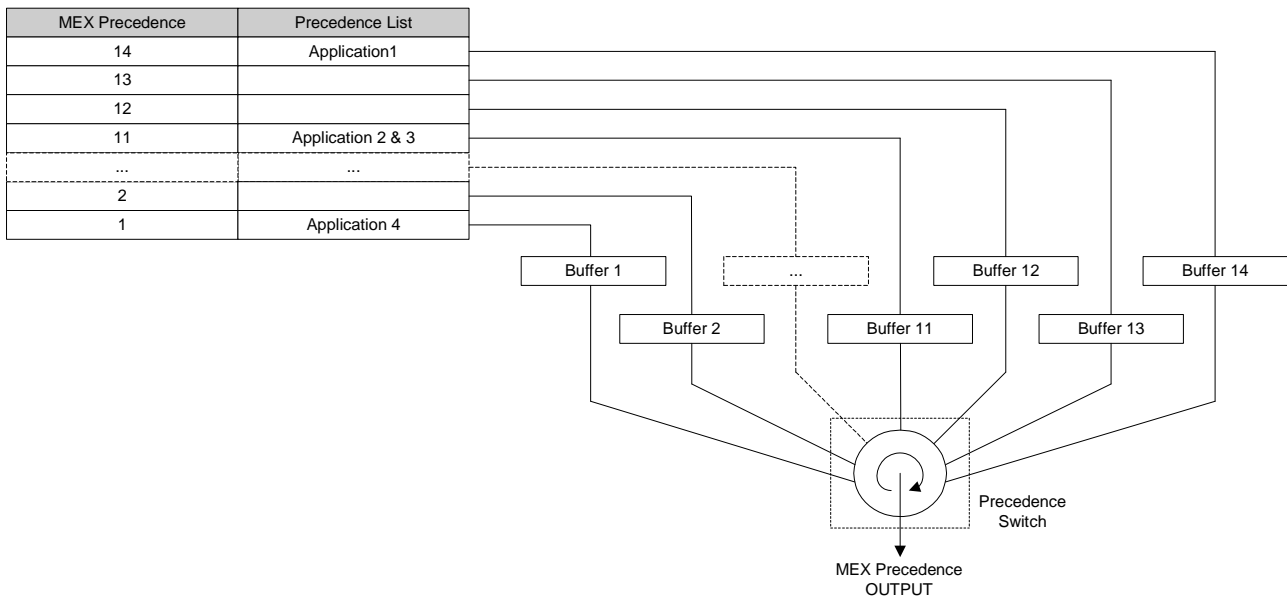 MEX Precedence Precedence List
14 Application1
13
12
11 Application 2 & 3
... ...
2
1 Application 4
Buffer 1 ... Buffer 12 Buffer 14
Buffer 2 Buffer 11 Buffer 13
Precedence
Switch
MEX Precedence
OUTPUT